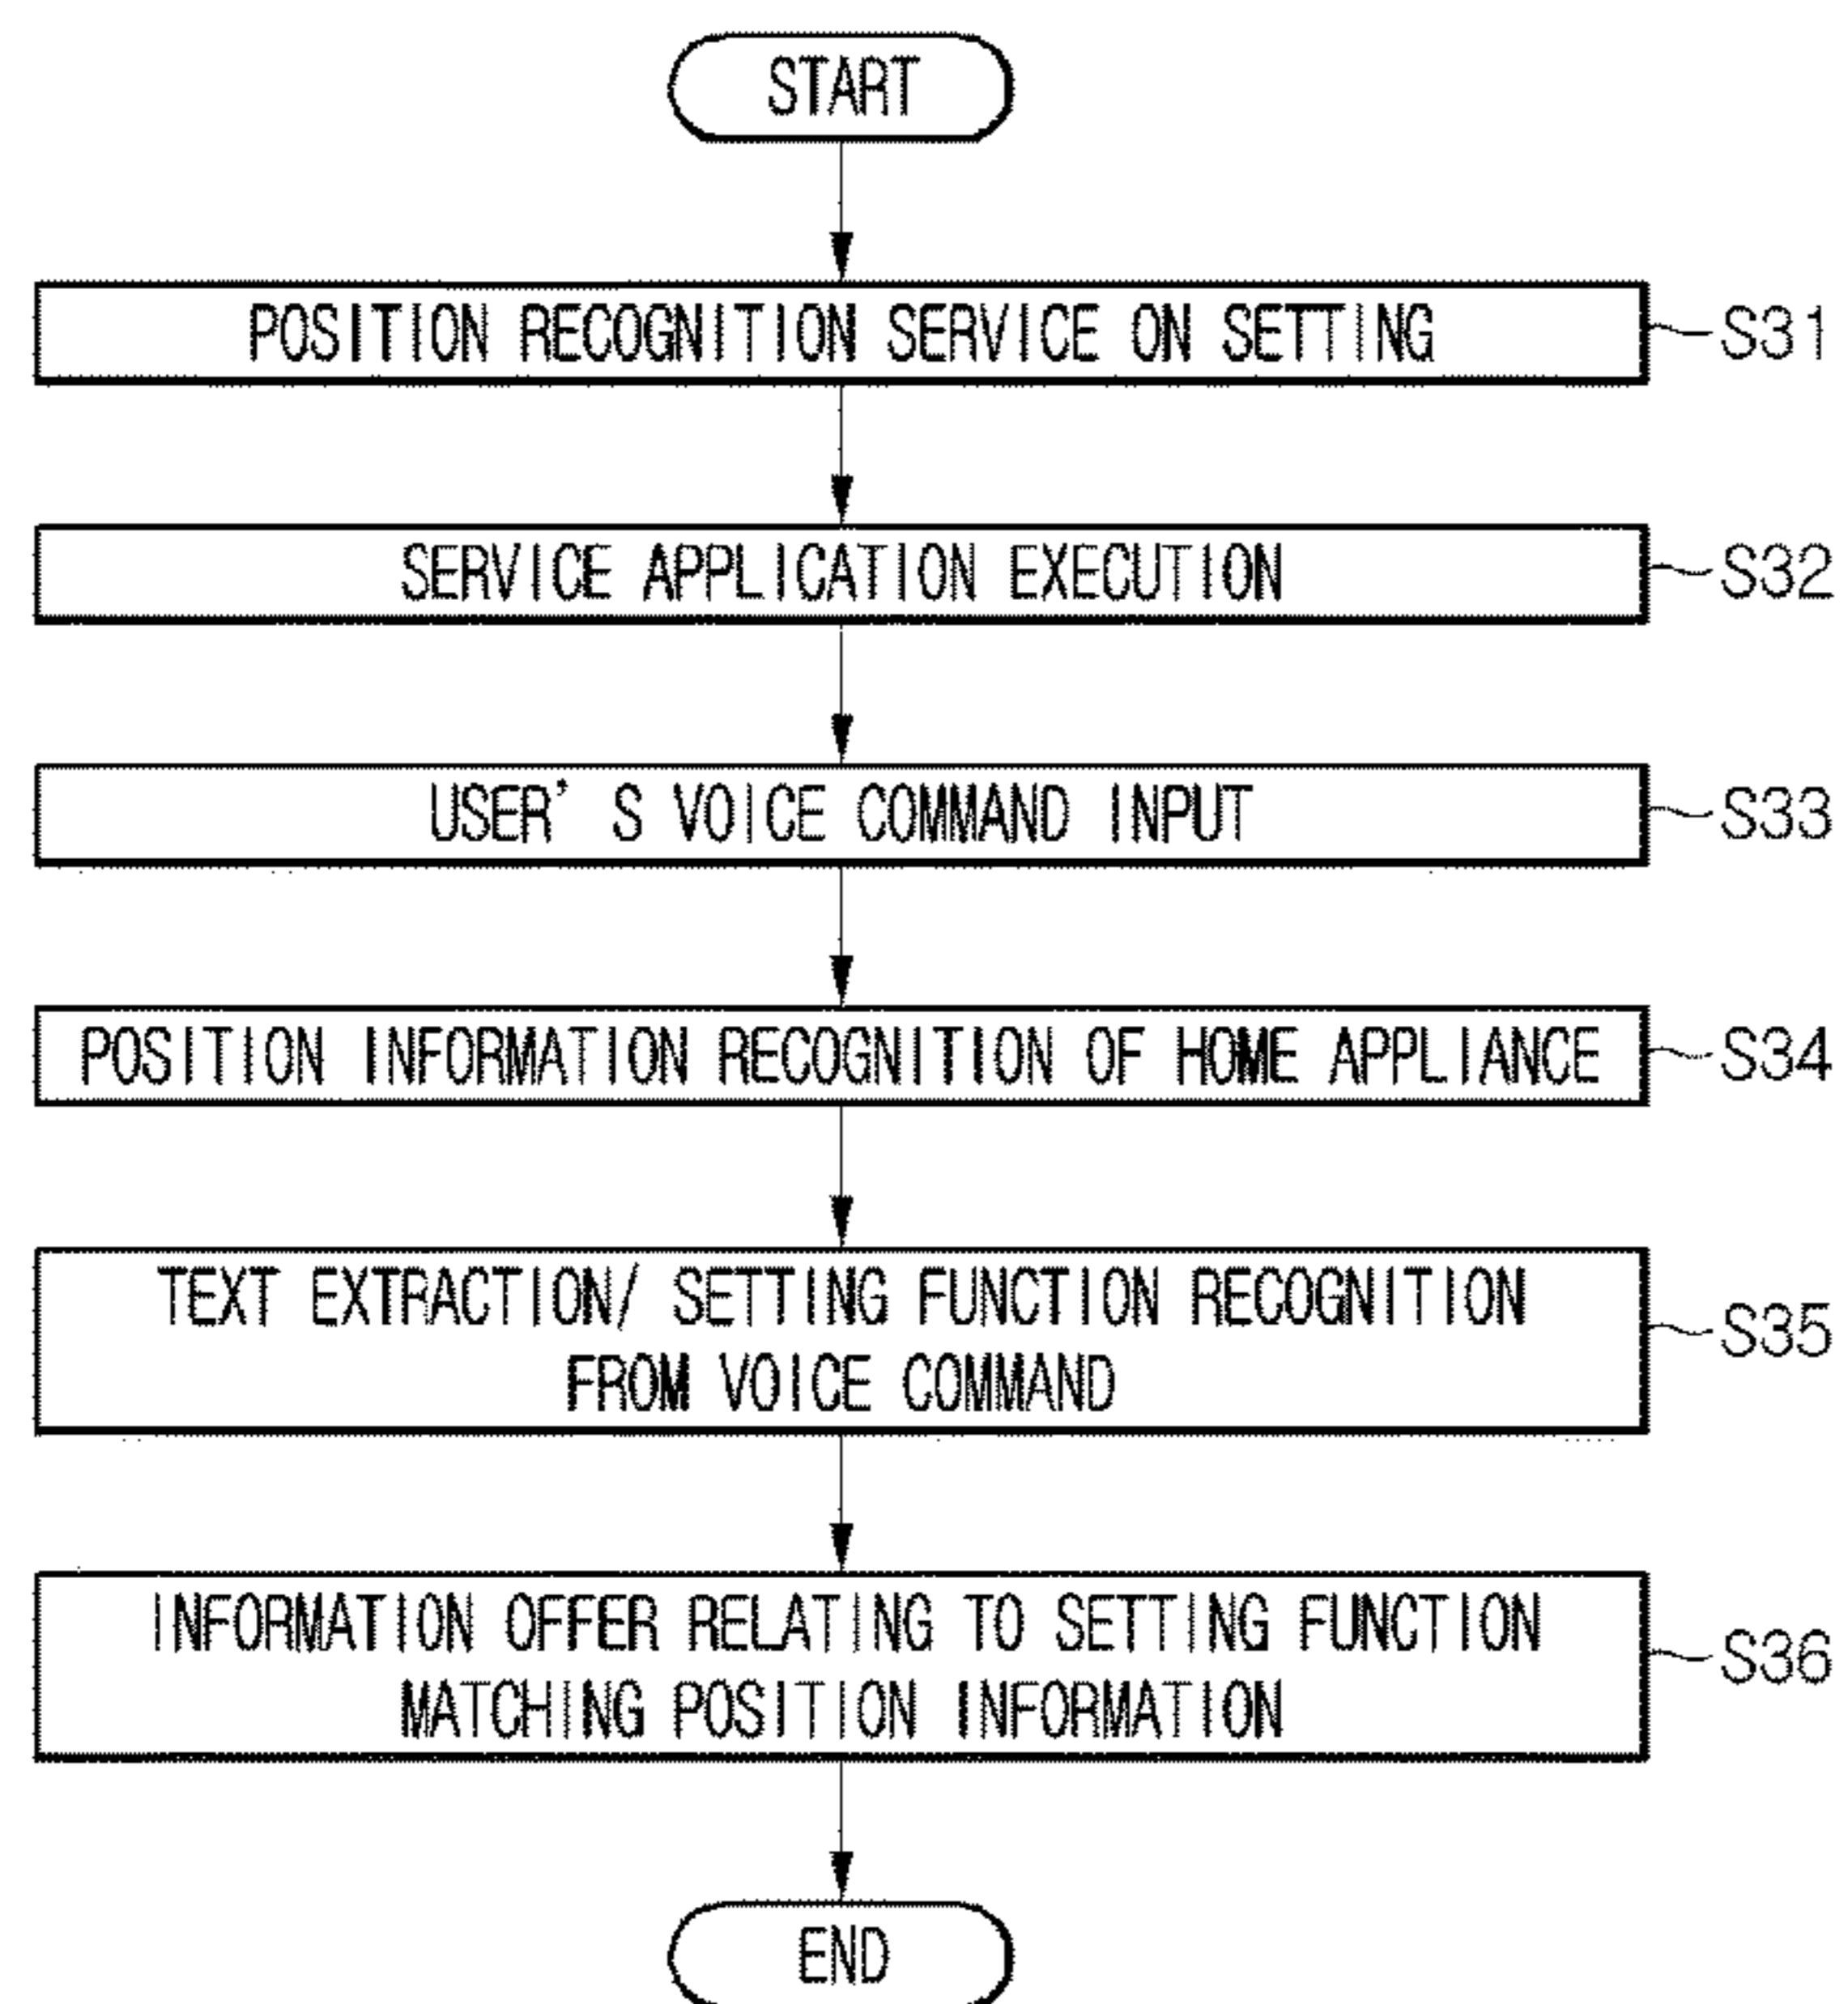 START
POSITION RECOGNITION SERVICE ON SETTING
S31
SERVICE APPLICATION EXECUTION
S32
USER' S VOICE COMMAND INPUT
S33
POSITION INFORMATION RECOGNITION OF HOME APPLIANCE
S34
TEXT EXTRACTION/ SETTING FUNCTION RECOGNITION
FROM VOICE COMMAND
S35
INFORMATION OFFER RELATING TO SETTING FUNCTION
MATCHING POSITION INFORMATION
S36
END